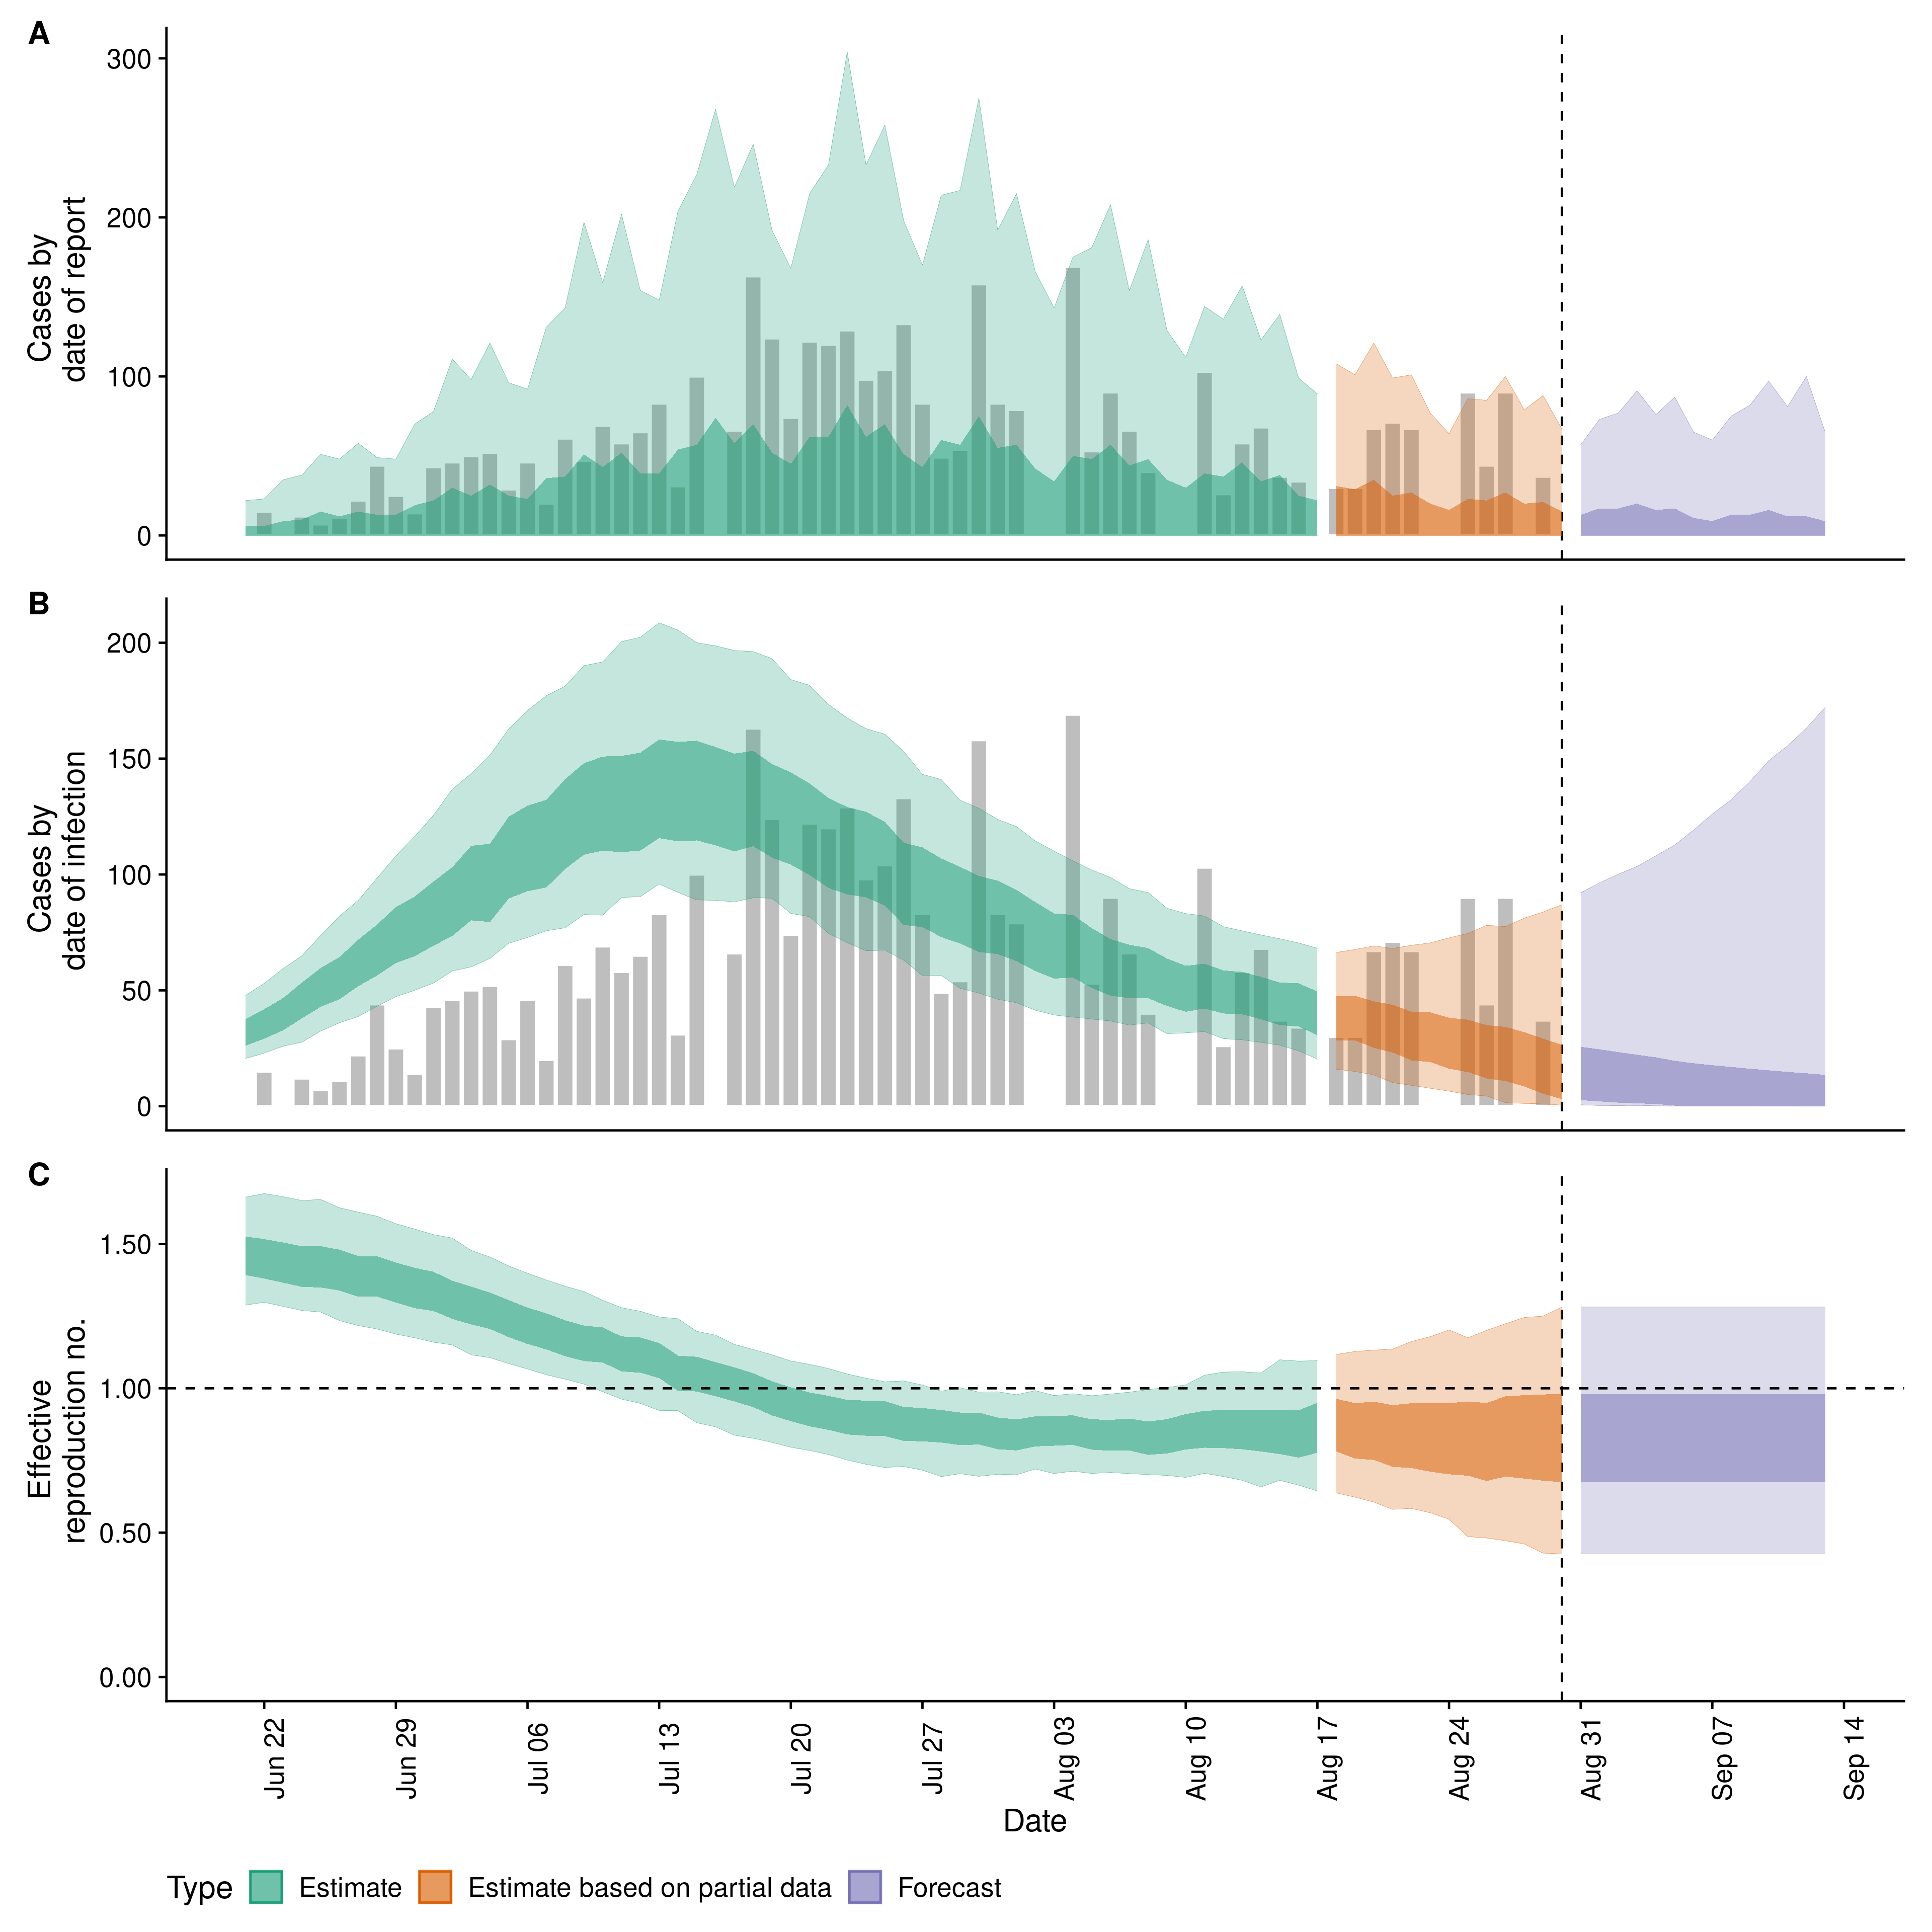 A
Cases by
date of report
300
200
100
0
B
Cases by
date of infection
200
150
100
50
0
C
Effective
reproduction no.
1.50
1.00
0.50
0.00
Jun 22
Jun 29
Jul 06
Jul 13
Jul 20
Jul 27
Aug 03
Aug 10
Aug 17
Aug 24
Aug 31
Sep 07
Sep 14
Date
Type
Estimate
Estimate based on partial data
Forecast